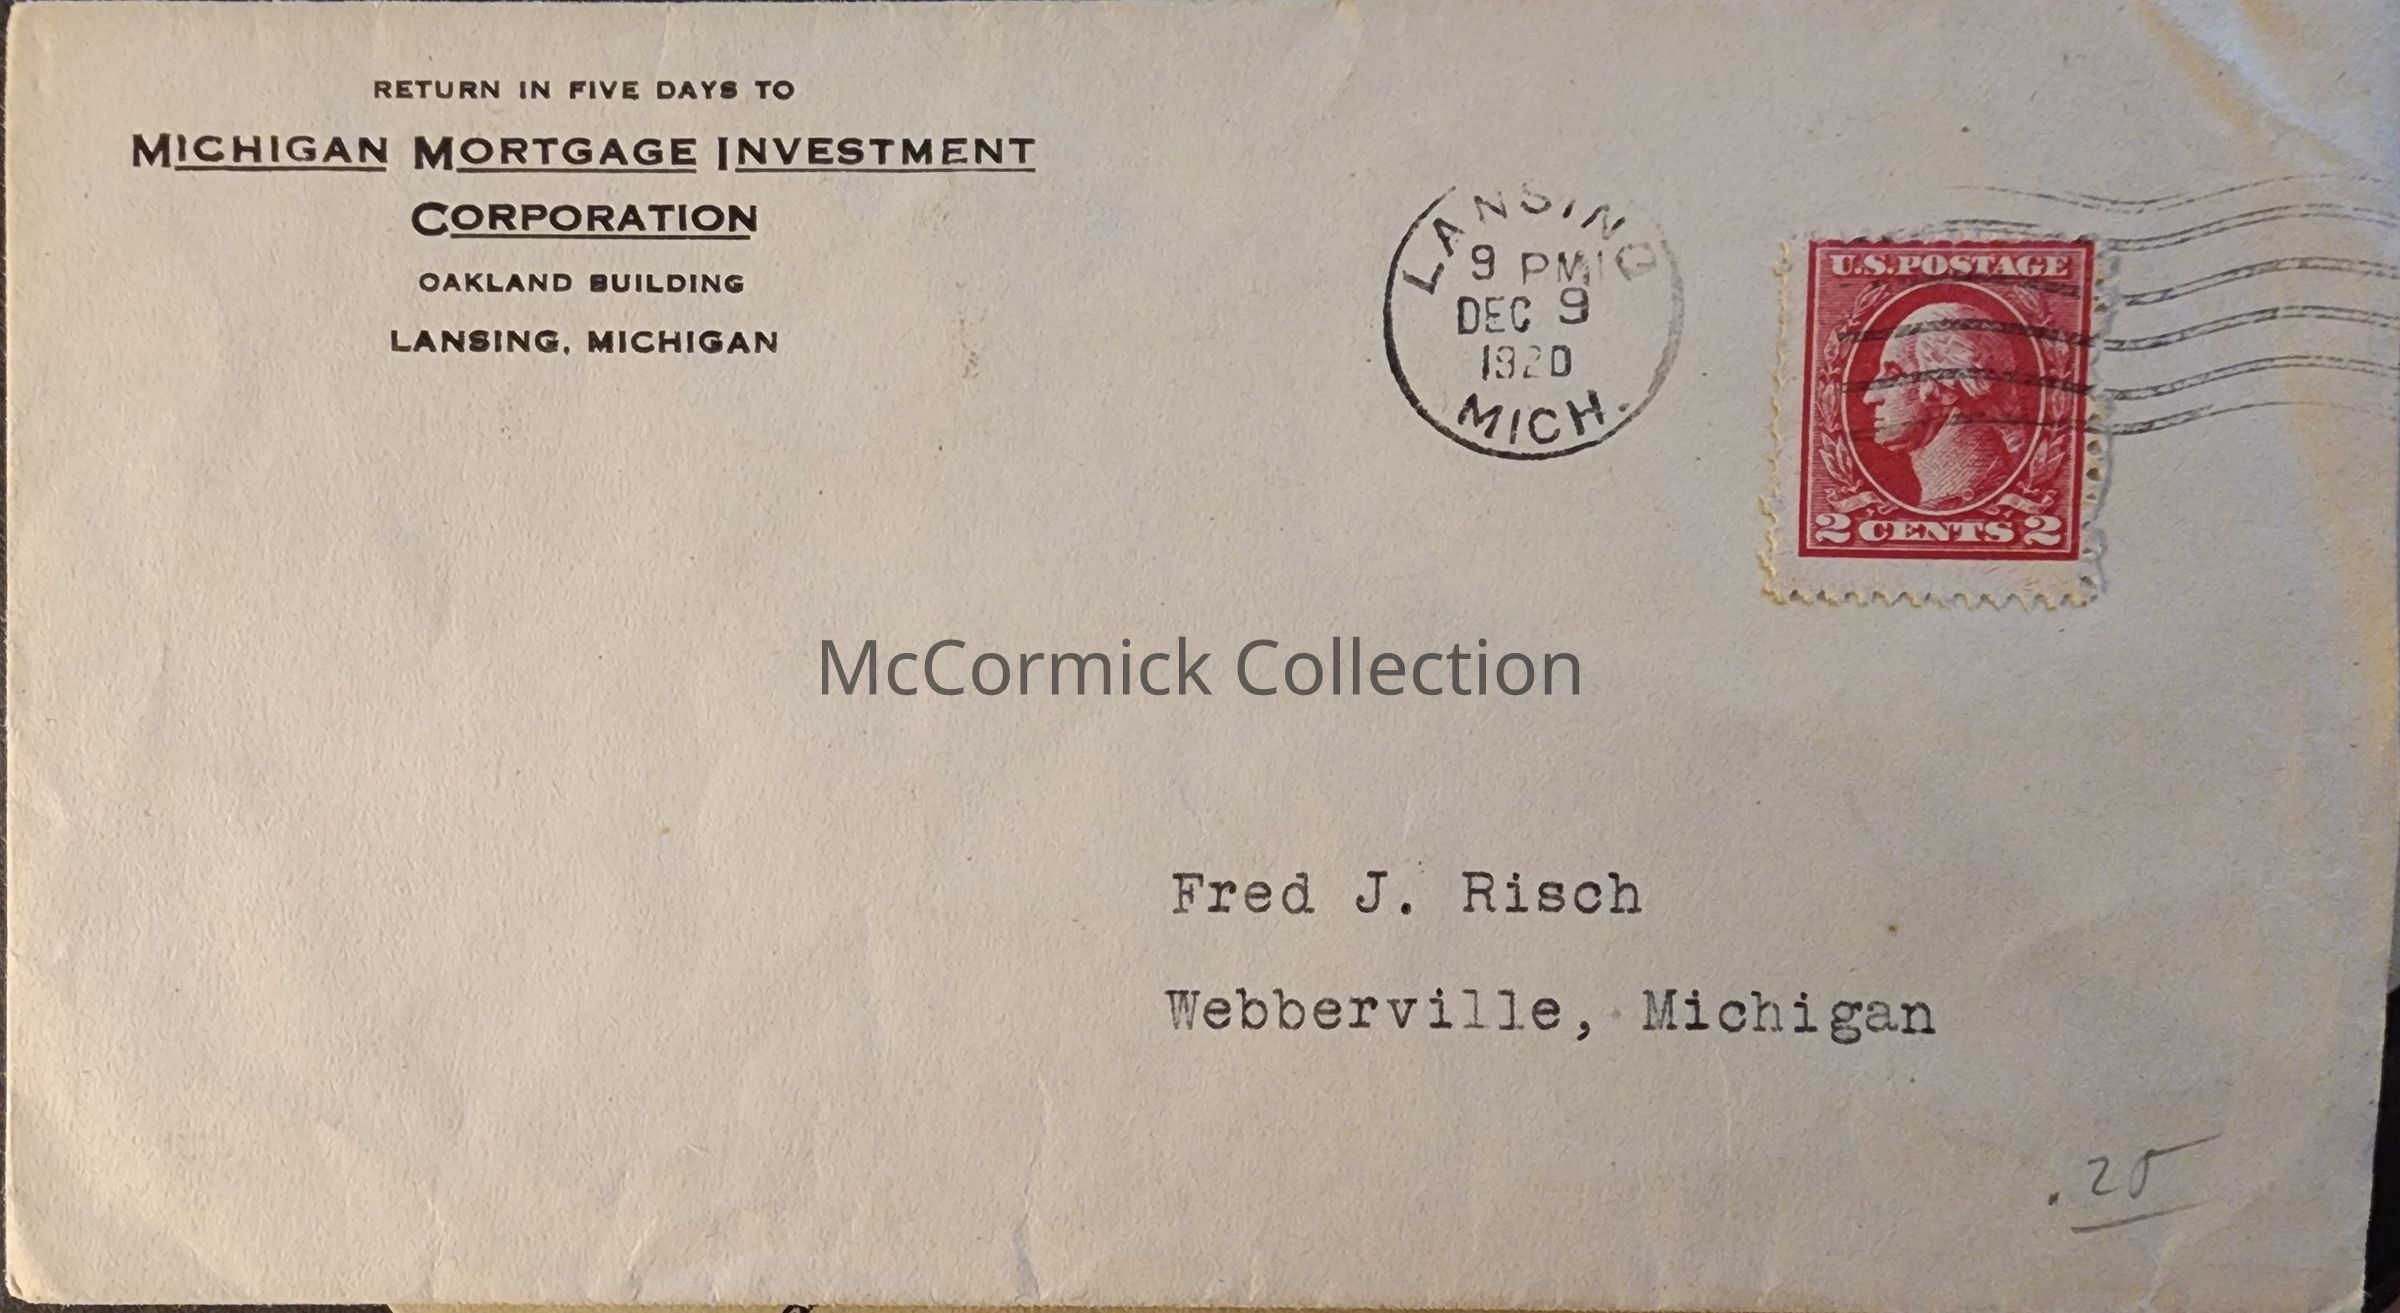 RETURN IN FIVE DAYS TO
MICHIGAN MORTGAGE INVESTMENT
CORPORATION
OAKLAND BUILDING
LANSING, MICHIGAN
LANSING
9 PM
DEC 9
1920
MICH.
U.S. POSTAGE
2 CENTS 2
McCormick Collection
Fred J. Risch
Webberville, Michigan
.25